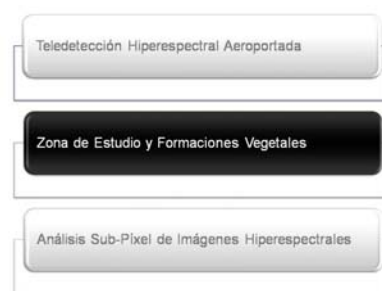 Teledetección Hiperespectral Aeroportada
Zona de Estudio y Formaciones Vegetales
Análisis Sub-Píxel de Imágenes Hiperespectrales